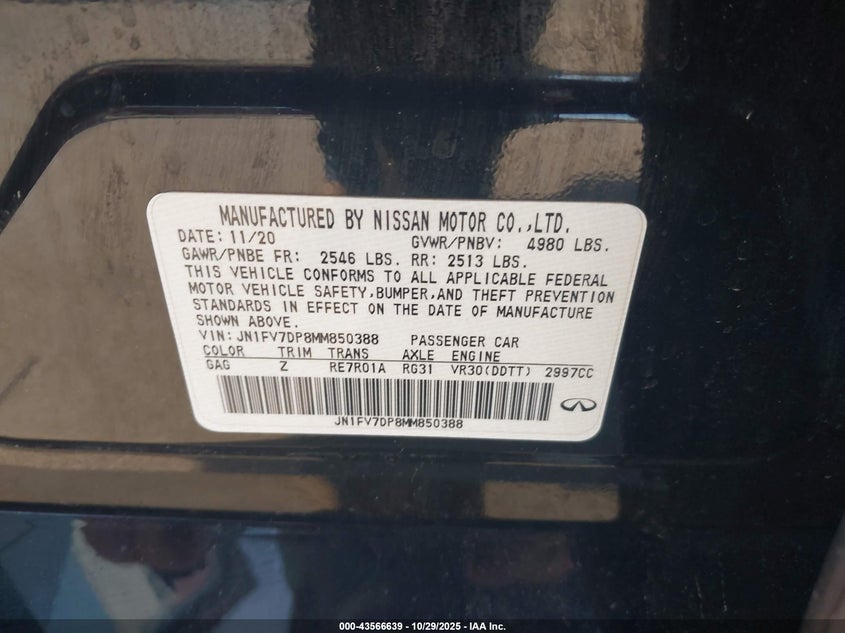 MANUFACTURED BY NISSAN MOTOR CO.,LTD.
DATE: 11/20 GVWR/PNBV: 4980 LBS.
GAWR/PNBE FR: 2546 LBS. RR: 2513 LBS.
THIS VEHICLE CONFORMS TO ALL APPLICABLE FEDERAL
MOTOR VEHICLE SAFETY,BUMPER,AND THEFT PREVENTION
STANDARDS IN EFFECT ON THE DATE OF MANUFACTURE
SHOWN ABOVE.
VIN: JN1FV7DP8MM850388 PASSENGER CAR
COLOR TRIM TRANS AXLE ENGINE
GAG Z RE7R01A RG31 VR30(DDTT) 2997CC
JN1FV7DP8MM850388
000-43566639 - 10/29/2025 - IAA Inc.